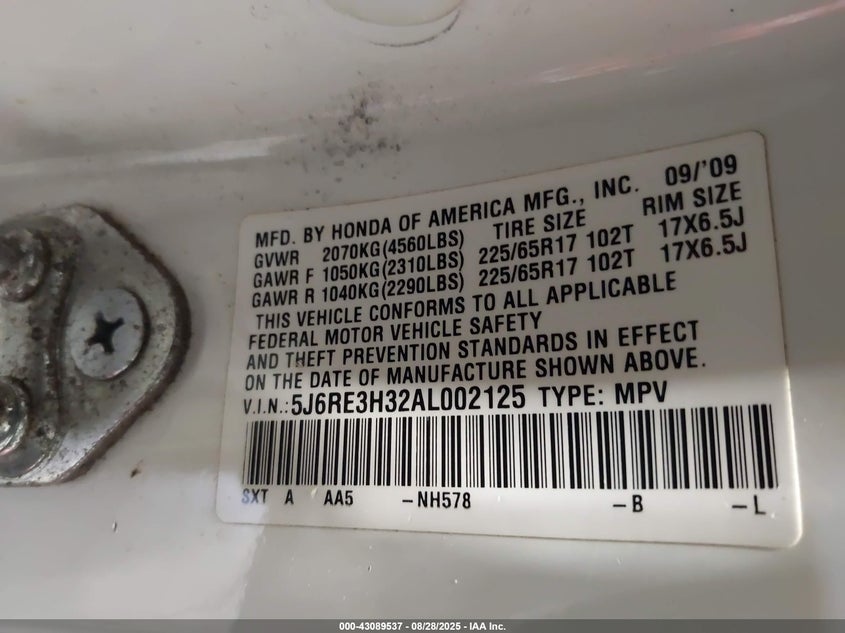 MFD. BY HONDA OF AMERICA MFG., INC. 09/'09
GVWR 2070KG(4560LBS) TIRE SIZE RIM SIZE
GAWR F 1050KG(2310LBS) 225/65R17 102T 17X6.5J
GAWR R 1040KG(2290LBS) 225/65R17 102T 17X6.5J
THIS VEHICLE CONFORMS TO ALL APPLICABLE
FEDERAL MOTOR VEHICLE SAFETY
AND THEFT PREVENTION STANDARDS IN EFFECT
ON THE DATE OF MANUFACTURE SHOWN ABOVE.
V.I.N.: 5J6RE3H32AL002125 TYPE: MPV
SXT A AA5 -NH578 -B -L
000-43089537 - 08/28/2025 - IAA Inc.